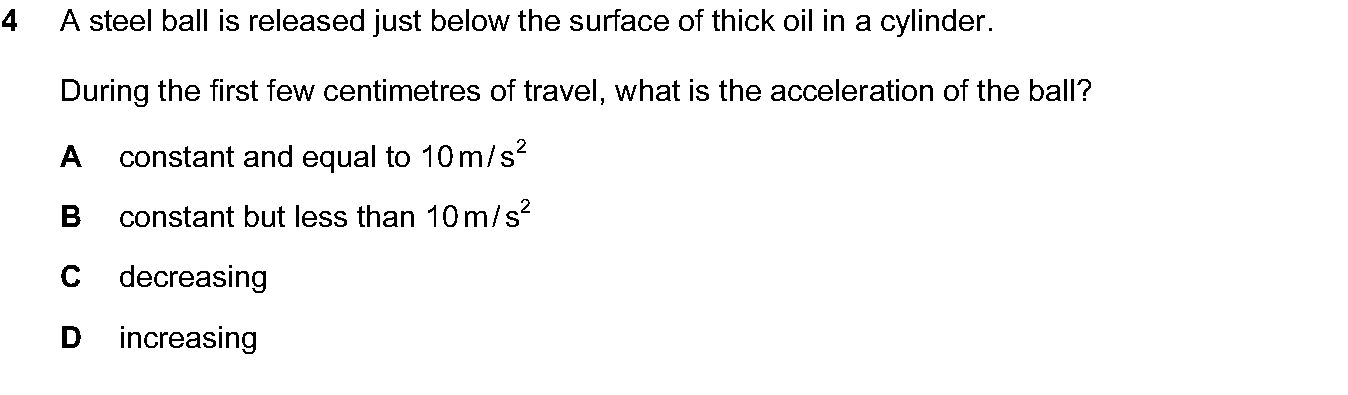 4 A steel ball is released just below the surface of thick oil in a cylinder.
During the first few centimetres of travel, what is the acceleration of the ball?
A constant and equal to 10 m/s²
B constant but less than 10 m/s²
C decreasing
D increasing